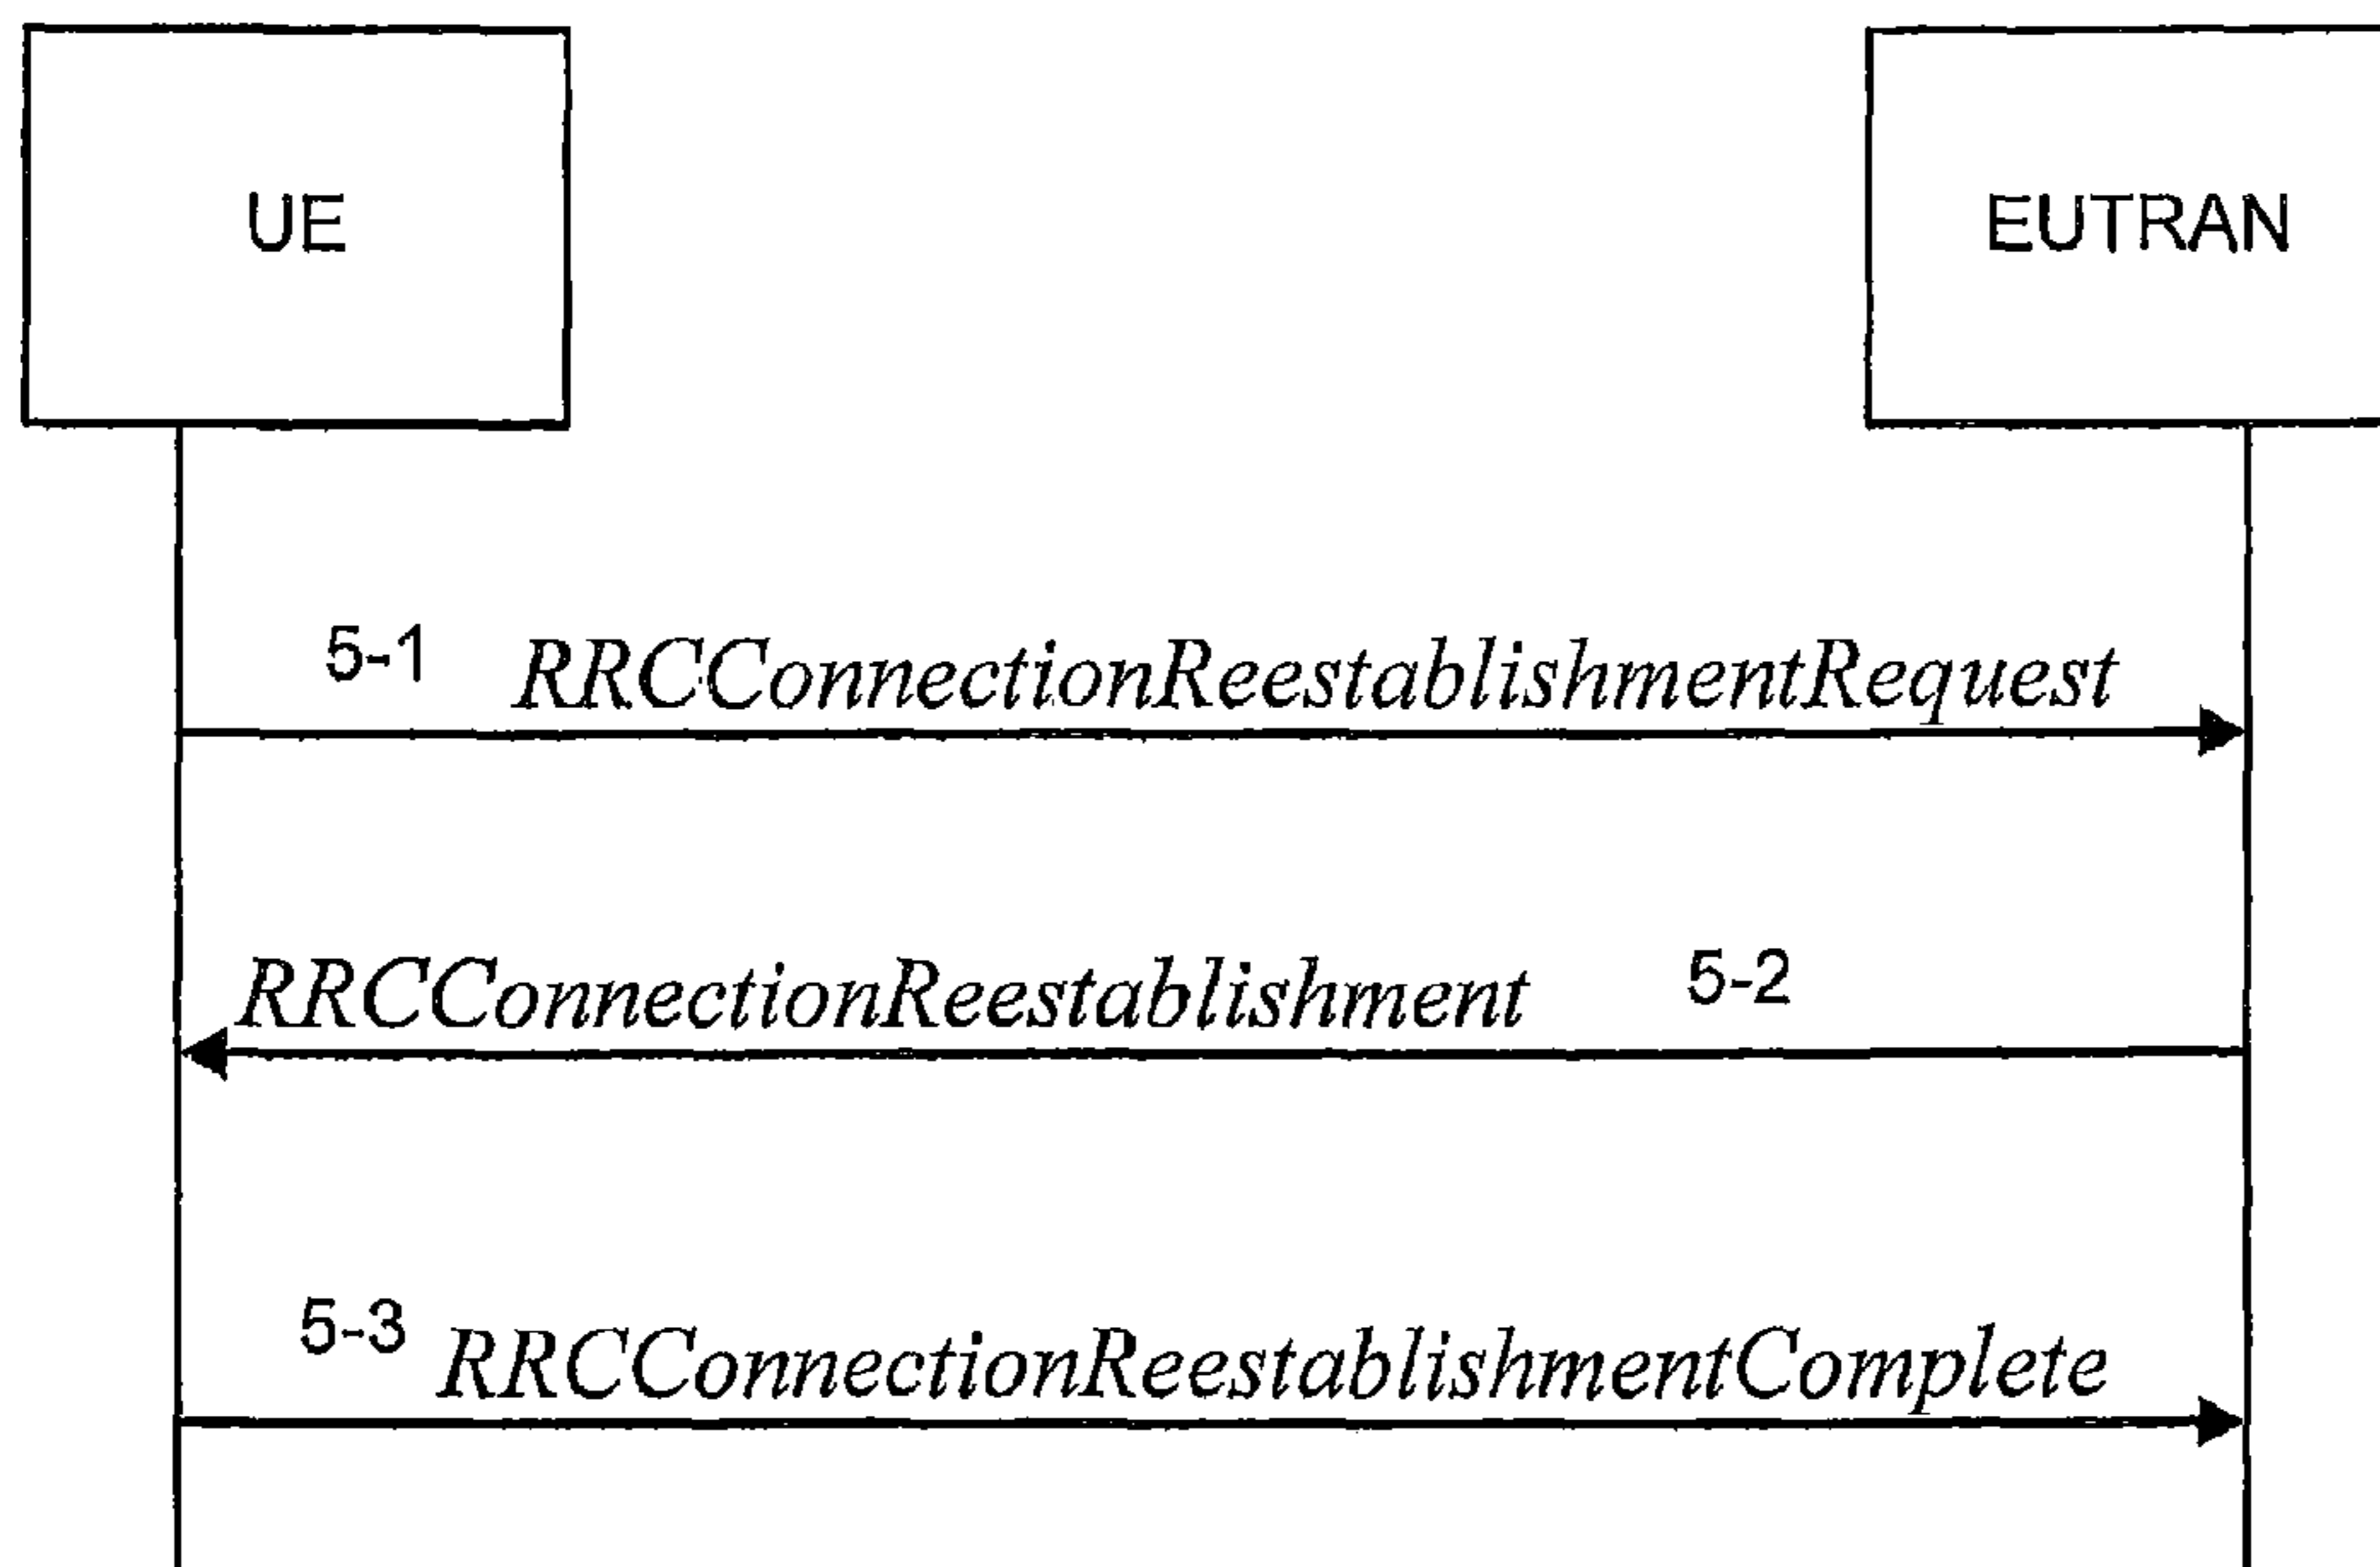 UE
EUTRAN
5-1 RRCConnectionReestablishmentRequest
RRCConnectionReestablishment 5-2
5-3 RRCConnectionReestablishmentComplete